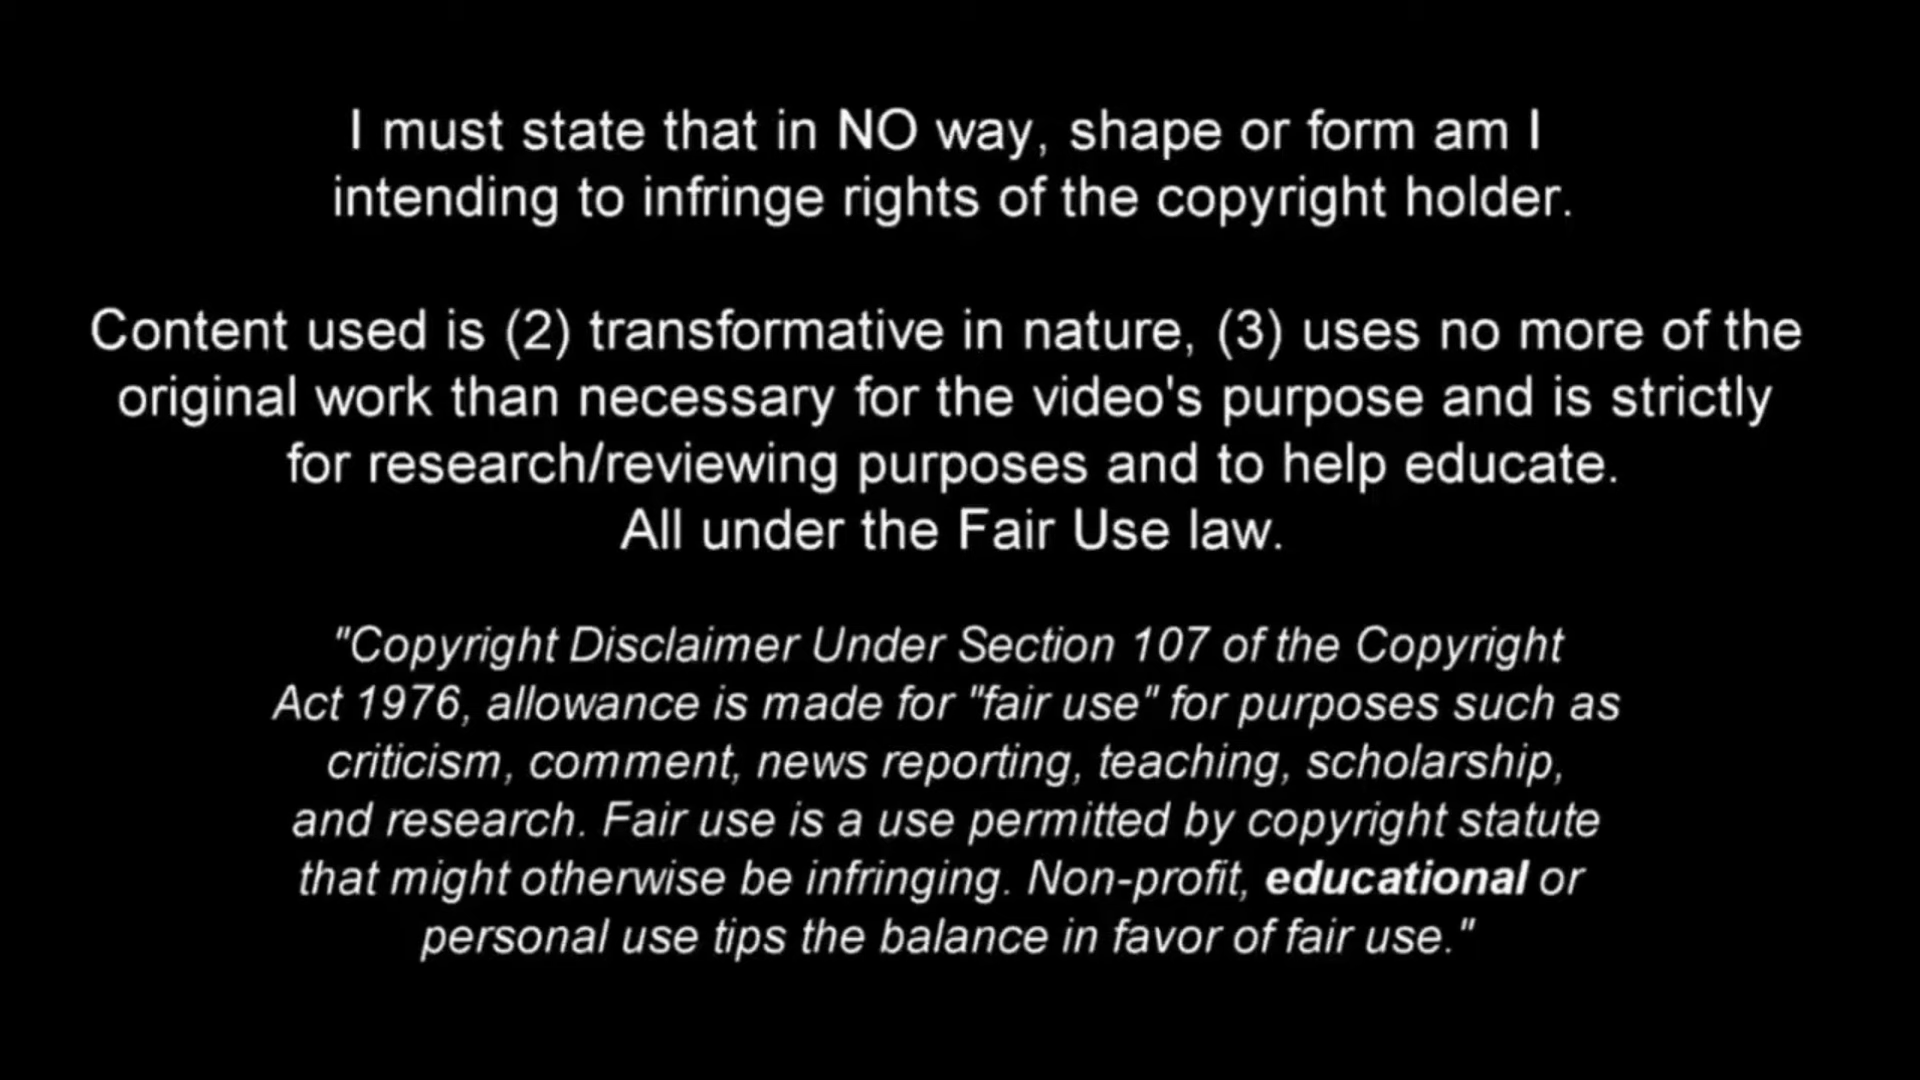 I must state that in NO way, shape or form am I
intending to infringe rights of the copyright holder.
Content used is (2) transformative in nature, (3) uses no more of the
original work than necessary for the video's purpose and is strictly
for research/reviewing purposes and to help educate.
All under the Fair Use law.
"Copyright Disclaimer Under Section 107 of the Copyright
Act 1976, allowance is made for "fair use" for purposes such as
criticism, comment, news reporting, teaching, scholarship,
and research. Fair use is a use permitted by copyright statute
that might otherwise be infringing. Non-profit, educational or
personal use tips the balance in favor of fair use."